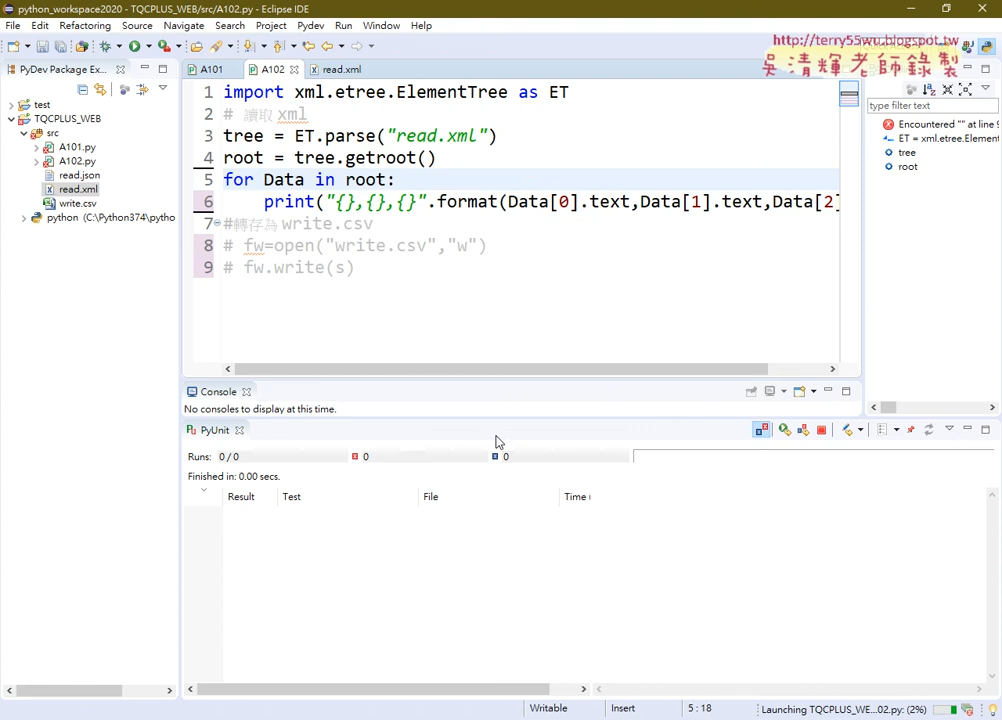 python_workspace2020 - TQCPLUS_WEB/src/A102.py - Eclipse IDE
File Edit Refactoring Source Navigate Search Project Pydev Run Window Help
http://terry55wu.blogspot.tw
吳清輝老師錄製
PyDev Package Ex...
A101 A102 read.xml
test
TQCPLUS_WEB
src
A101.py
A102.py
read.json
read.xml
write.csv
python (C:\Python374\pytho
1 import xml.etree.ElementTree as ET
2 # 讀取 xml
3 tree = ET.parse("read.xml")
4 root = tree.getroot()
5 for Data in root:
6 print("{},{},{}".format(Data[0].text,Data[1].text,Data[2]
7 #轉存為 write.csv
8 # fw=open("write.csv","w")
9 # fw.write(s)
type filter text
Encountered "" at line 9
ET = xml.etree.Element
tree
root
Console
No consoles to display at this time.
PyUnit
Runs: 0 / 0 0 0
Finished in: 0.00 secs.
Result Test File Time (
Writable Insert 5 : 18 Launching TQCPLUS_W...02.py: (2%)